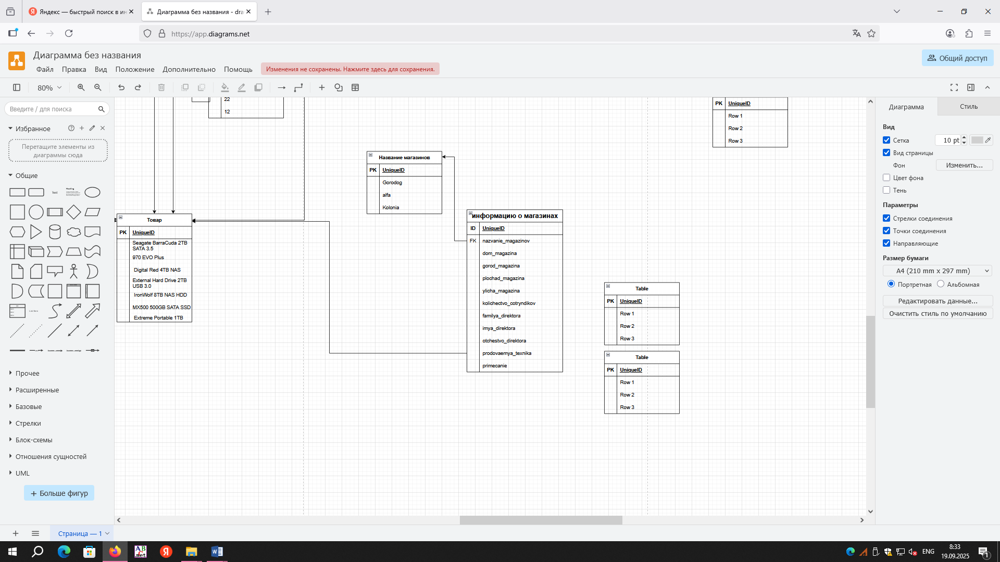 Яндекс — быстрый поиск в ин
Диаграмма без названия - dra
https://app.diagrams.net
Диаграмма без названия
Файл Правка Вид Положение Дополнительно Помощь
Изменения не сохранены. Нажмите здесь для сохранения.
Общий доступ
80%
Введите / для поиска
Избранное
Перетащите элементы из
диаграммы сюда
Общие
Text
Heading
List Item
Прочее
Расширенные
Базовые
Стрелки
Блок-схемы
Отношения сущностей
UML
+ Больше фигур
22
12
Товар
PK UniqueID
Seagate BarraCuda 2TB
SATA 3.5
970 EVO Plus
Digital Red 4TB NAS
External Hard Drive 2TB
USB 3.0
IronWolf 8TB NAS HDD
MX500 500GB SATA SSD
Extreme Portable 1TB
Название магазинов
PK UniqueID
Gorodog
alfa
Kolonia
информацию о магазинах
ID UniqueID
FK nazvanie_magazinov
dom_magazina
gorod_magazina
plochad_magazina
ylicha_magazina
kolichectvo_cotryndikov
familya_direktora
imya_direktora
otchestvo_direktora
prodovaemya_texnika
primecanie
PK UniqueID
Row 1
Row 2
Row 3
Table
PK UniqueID
Row 1
Row 2
Row 3
Table
PK UniqueID
Row 1
Row 2
Row 3
Диаграмма Стиль
Вид
Сетка 10 pt
Вид страницы
Фон Изменить...
Цвет фона
Тень
Параметры
Стрелки соединения
Точки соединения
Направляющие
Размер бумаги
A4 (210 mm x 297 mm)
Портретная Альбомная
Редактировать данные...
Очистить стиль по умолчанию
Страница — 1
ABC
.net
Я
W
ENG
8:33
19.09.2025
1